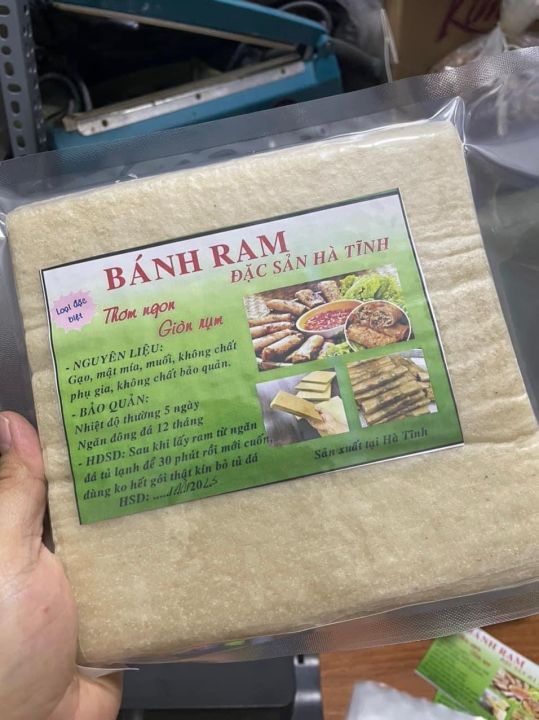 BÁNH RAM
ĐẶC SẢN HÀ TĨNH
Loại đặc
biệt
Thơm ngon
Giòn rụm
- NGUYÊN LIỆU:
Gạo, mật mía, muối, không chất
phụ gia, không chất bảo quản.
- BẢO QUẢN:
Nhiệt độ thường 5 ngày
Ngăn đông đá 12 tháng
- HDSD: Sau khi lấy ram từ ngăn
đá tủ lạnh để 30 phút rồi mới cuốn,
dùng ko hết gói thật kín bỏ tủ đá
HSD:
Sản xuất tại Hà Tĩnh
BÁNH RAM